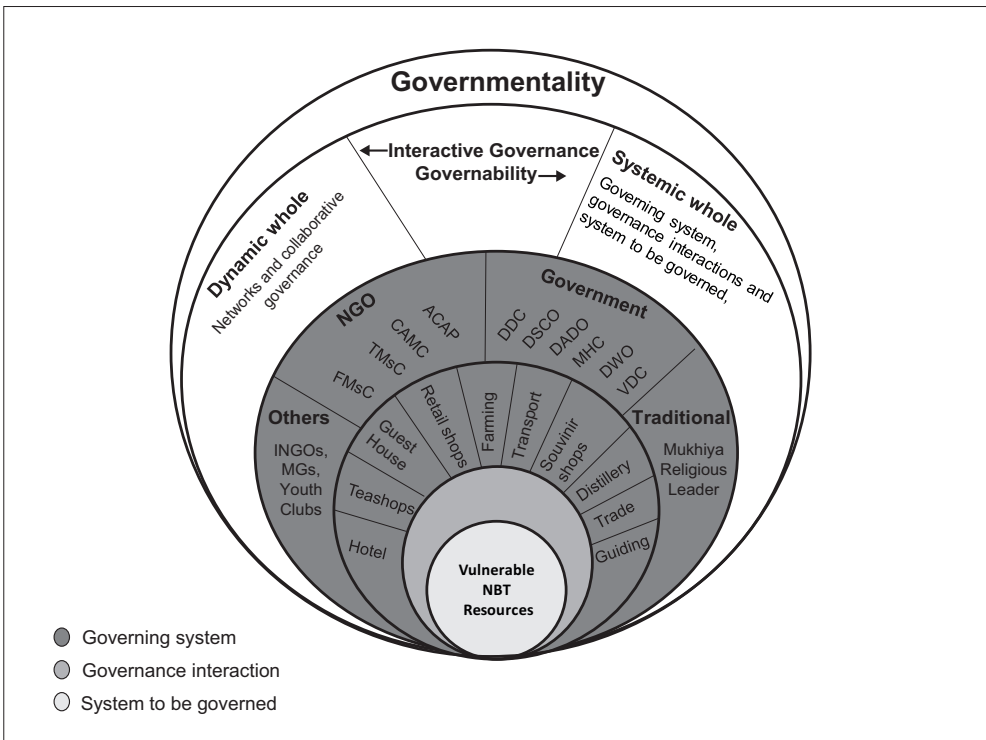 Governmentality
Interactive Governance
Governability
Dynamic whole
Networks and collaborative
governance
Systemic whole
Governing system,
governance interactions and
system to be governed,
NGO
FMsC
TMsC
CAMC
ACAP
Government
DDC
DSCO
DADO
MHC
DWO
VDC
Others
INGOs,
MGs,
Youth
Clubs
Traditional
Mukhiya
Religious
Leader
Hotel
Teashops
Guest
House
Retail shops
Farming
Transport
Souvinir
shops
Distillery
Trade
Guiding
Vulnerable
NBT
Resources
Governing system
Governance interaction
System to be governed